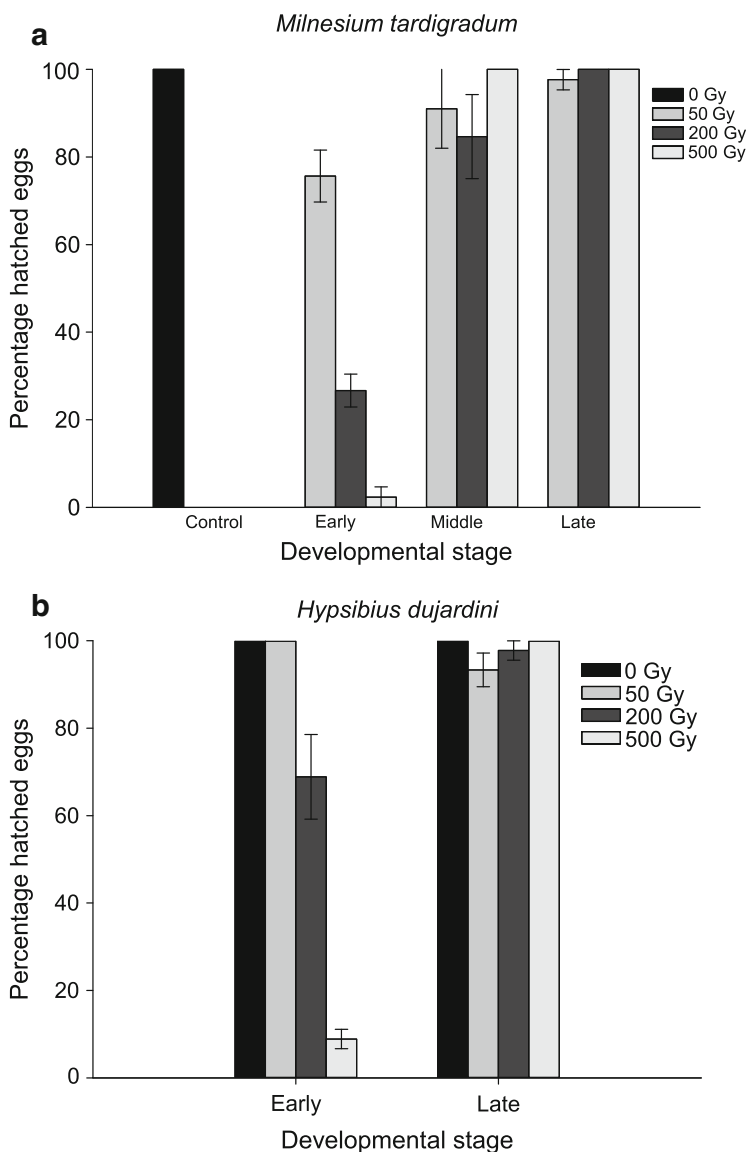 a
Milnesium tardigradum
100
80
60
40
20
0
Percentage hatched eggs
0 Gy
50 Gy
200 Gy
500 Gy
Control Early Middle Late
Developmental stage
b
Hypsibius dujardini
100
80
60
40
20
0
Percentage hatched eggs
0 Gy
50 Gy
200 Gy
500 Gy
Early Late
Developmental stage